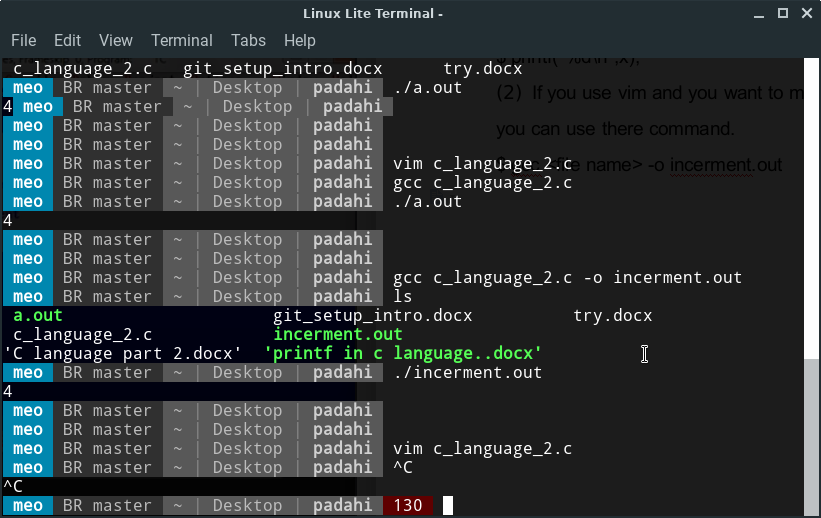 Linux Lite Terminal -
File Edit View Terminal Tabs Help
c_language_2.c git_setup_intro.docx try.docx
meo BR master ~ | Desktop | padahi ./a.out
4 meo BR master ~ | Desktop | padahi
meo BR master ~ | Desktop | padahi
meo BR master ~ | Desktop | padahi
meo BR master ~ | Desktop | padahi vim c_language_2.c
meo BR master ~ | Desktop | padahi gcc c_language_2.c
meo BR master ~ | Desktop | padahi ./a.out
4
meo BR master ~ | Desktop | padahi
meo BR master ~ | Desktop | padahi
meo BR master ~ | Desktop | padahi gcc c_language_2.c -o incerment.out
meo BR master ~ | Desktop | padahi ls
a.out git_setup_intro.docx try.docx
c_language_2.c incerment.out
'C language part 2.docx' 'printf in c language..docx'
meo BR master ~ | Desktop | padahi ./incerment.out
4
meo BR master ~ | Desktop | padahi
meo BR master ~ | Desktop | padahi
meo BR master ~ | Desktop | padahi vim c_language_2.c
meo BR master ~ | Desktop | padahi ^C
^C
meo BR master ~ | Desktop | padahi 130
(2) If you use vim and you want to m
you can use there command.
name> -o incerment.out